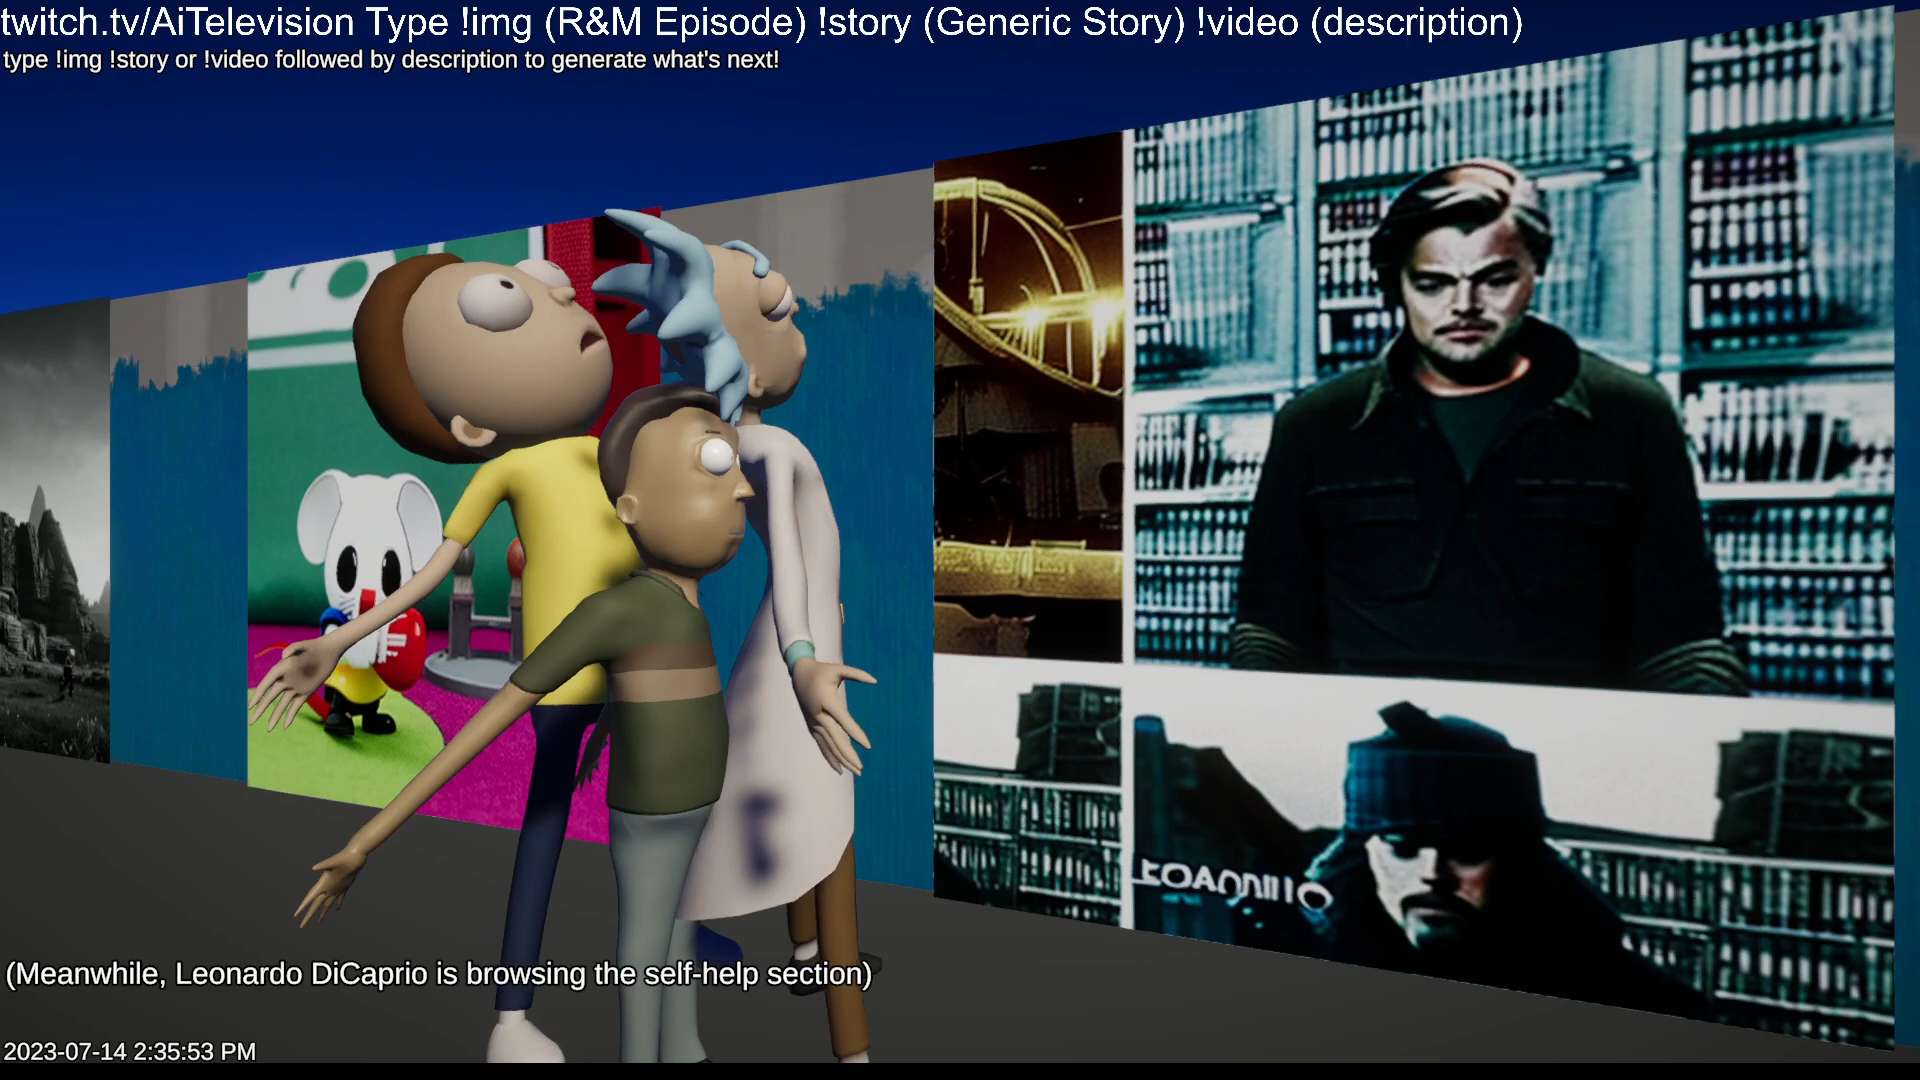 twitch.tv/AiTelevision Type !img (R&M Episode) !story (Generic Story) !video (description)
type !img !story or !video followed by description to generate what's next!
(Meanwhile, Leonardo DiCaprio is browsing the self-help section)
2023-07-14 2:35:53 PM